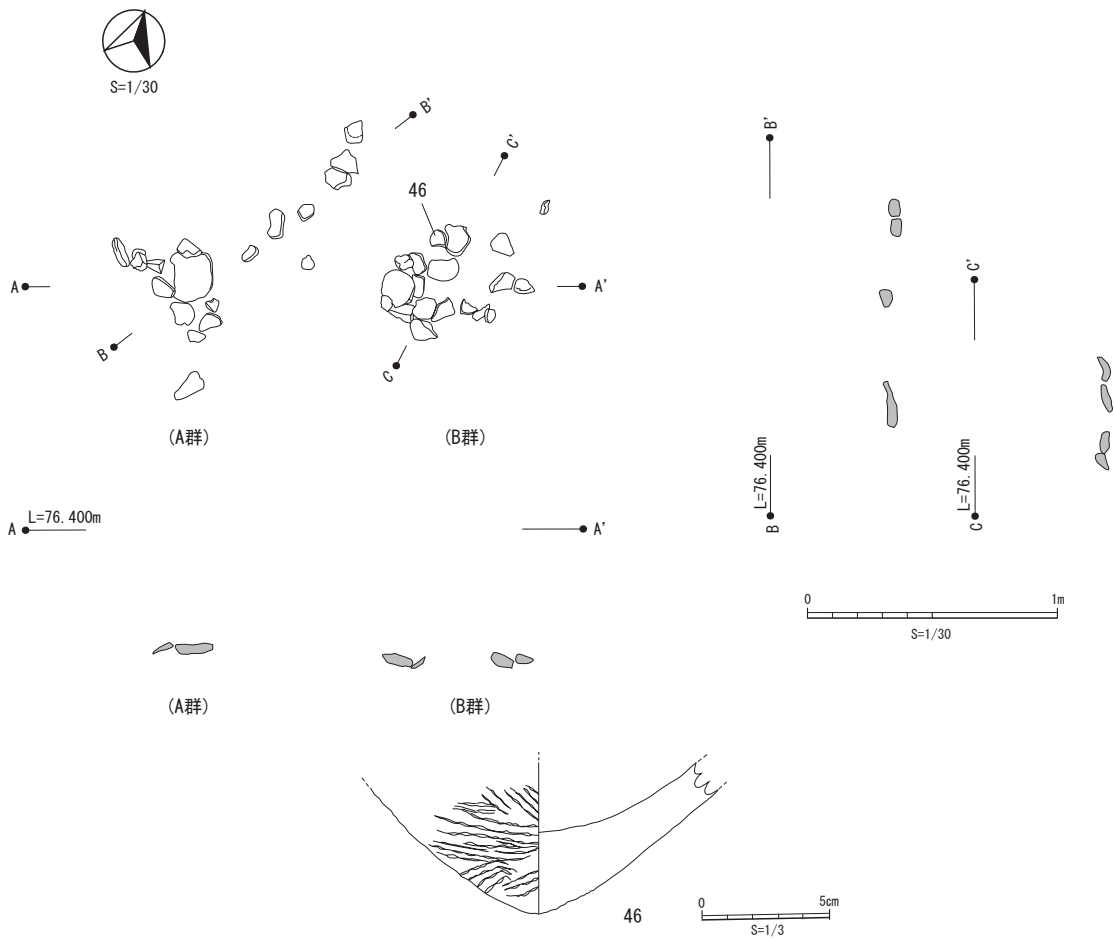 S=1/30
B'
C'
46
A
A'
B
C
(A群)
(B群)
A
L=76.400m
A'
(A群)
(B群)
B'
C'
L=76.400m
B
L=76.400m
C
0
1m
S=1/30
46
0
5cm
S=1/3